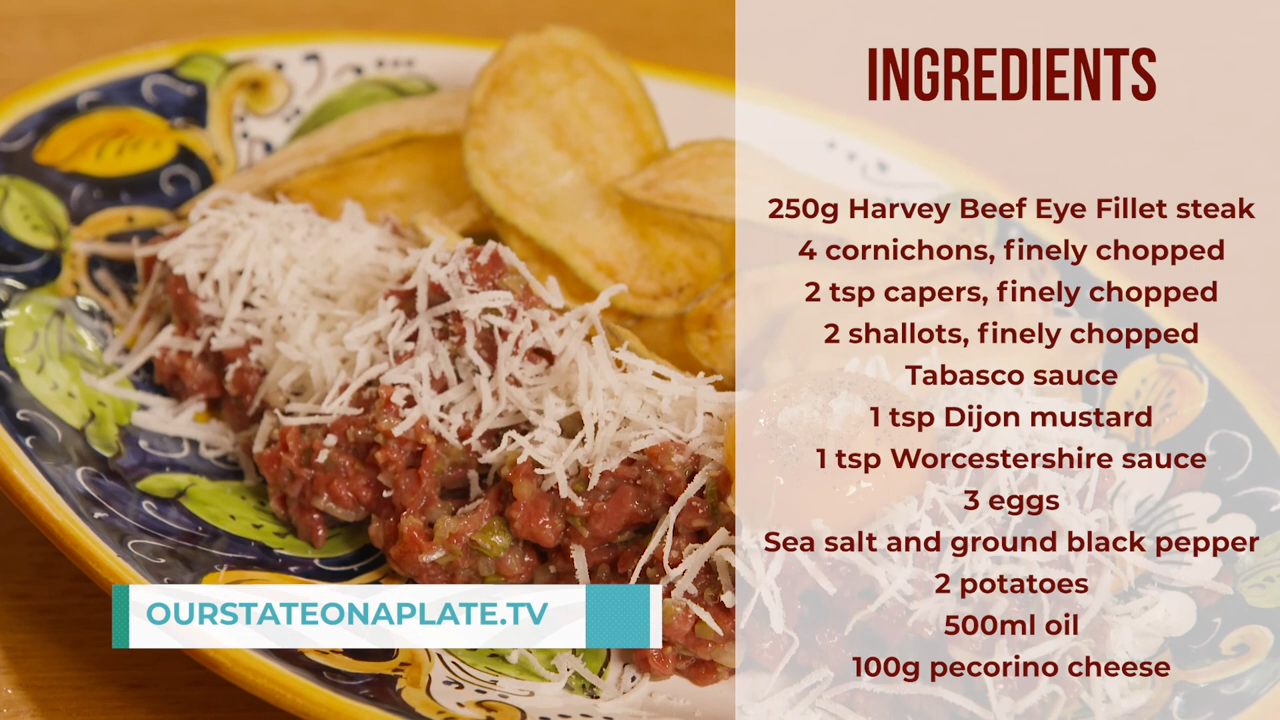 INGREDIENTS
250g Harvey Beef Eye Fillet steak
4 cornichons, finely chopped
2 tsp capers, finely chopped
2 shallots, finely chopped
Tabasco sauce
1 tsp Dijon mustard
1 tsp Worcestershire sauce
3 eggs
Sea salt and ground black pepper
2 potatoes
500ml oil
100g pecorino cheese
OURSTATEONAPLATE.TV